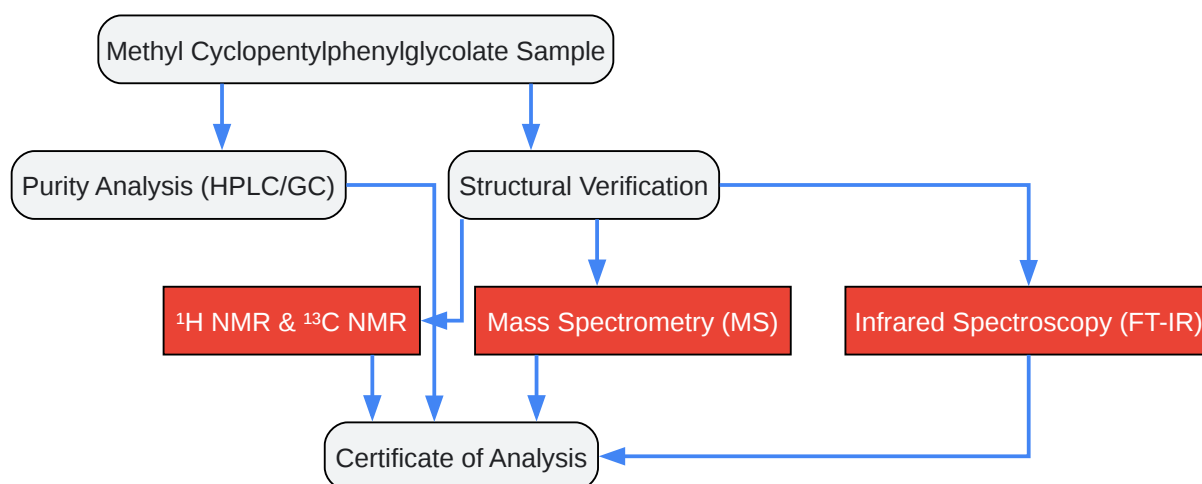 Methyl Cyclopentylphenylglycolate Sample
Purity Analysis (HPLC/GC)
Structural Verification
¹H NMR & ¹³C NMR
Mass Spectrometry (MS)
Infrared Spectroscopy (FT-IR)
Certificate of Analysis